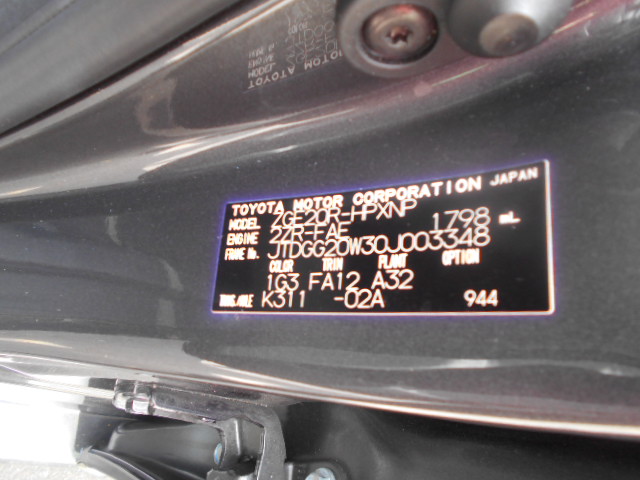 TOYOTA MOTOR CORPORATION JAPAN
MODEL ZGE20R-HPXNP
ENGINE 2ZR-FAE 1798 mL
FRAME No. JTDGG20W30J003348
COLOR TRIM PLANT OPTION
1G3 FA12 A32
TRANS./AXLE K311 -02A 944